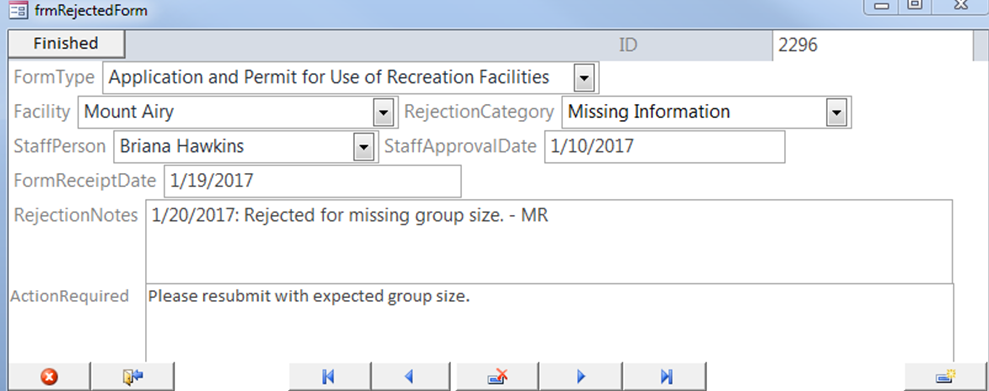 frmRejectedForm
Finished ID 2296
FormType Application and Permit for Use of Recreation Facilities
Facility Mount Airy RejectionCategory Missing Information
StaffPerson Briana Hawkins StaffApprovalDate 1/10/2017
FormReceiptDate 1/19/2017
RejectionNotes 1/20/2017: Rejected for missing group size. - MR
ActionRequired Please resubmit with expected group size.